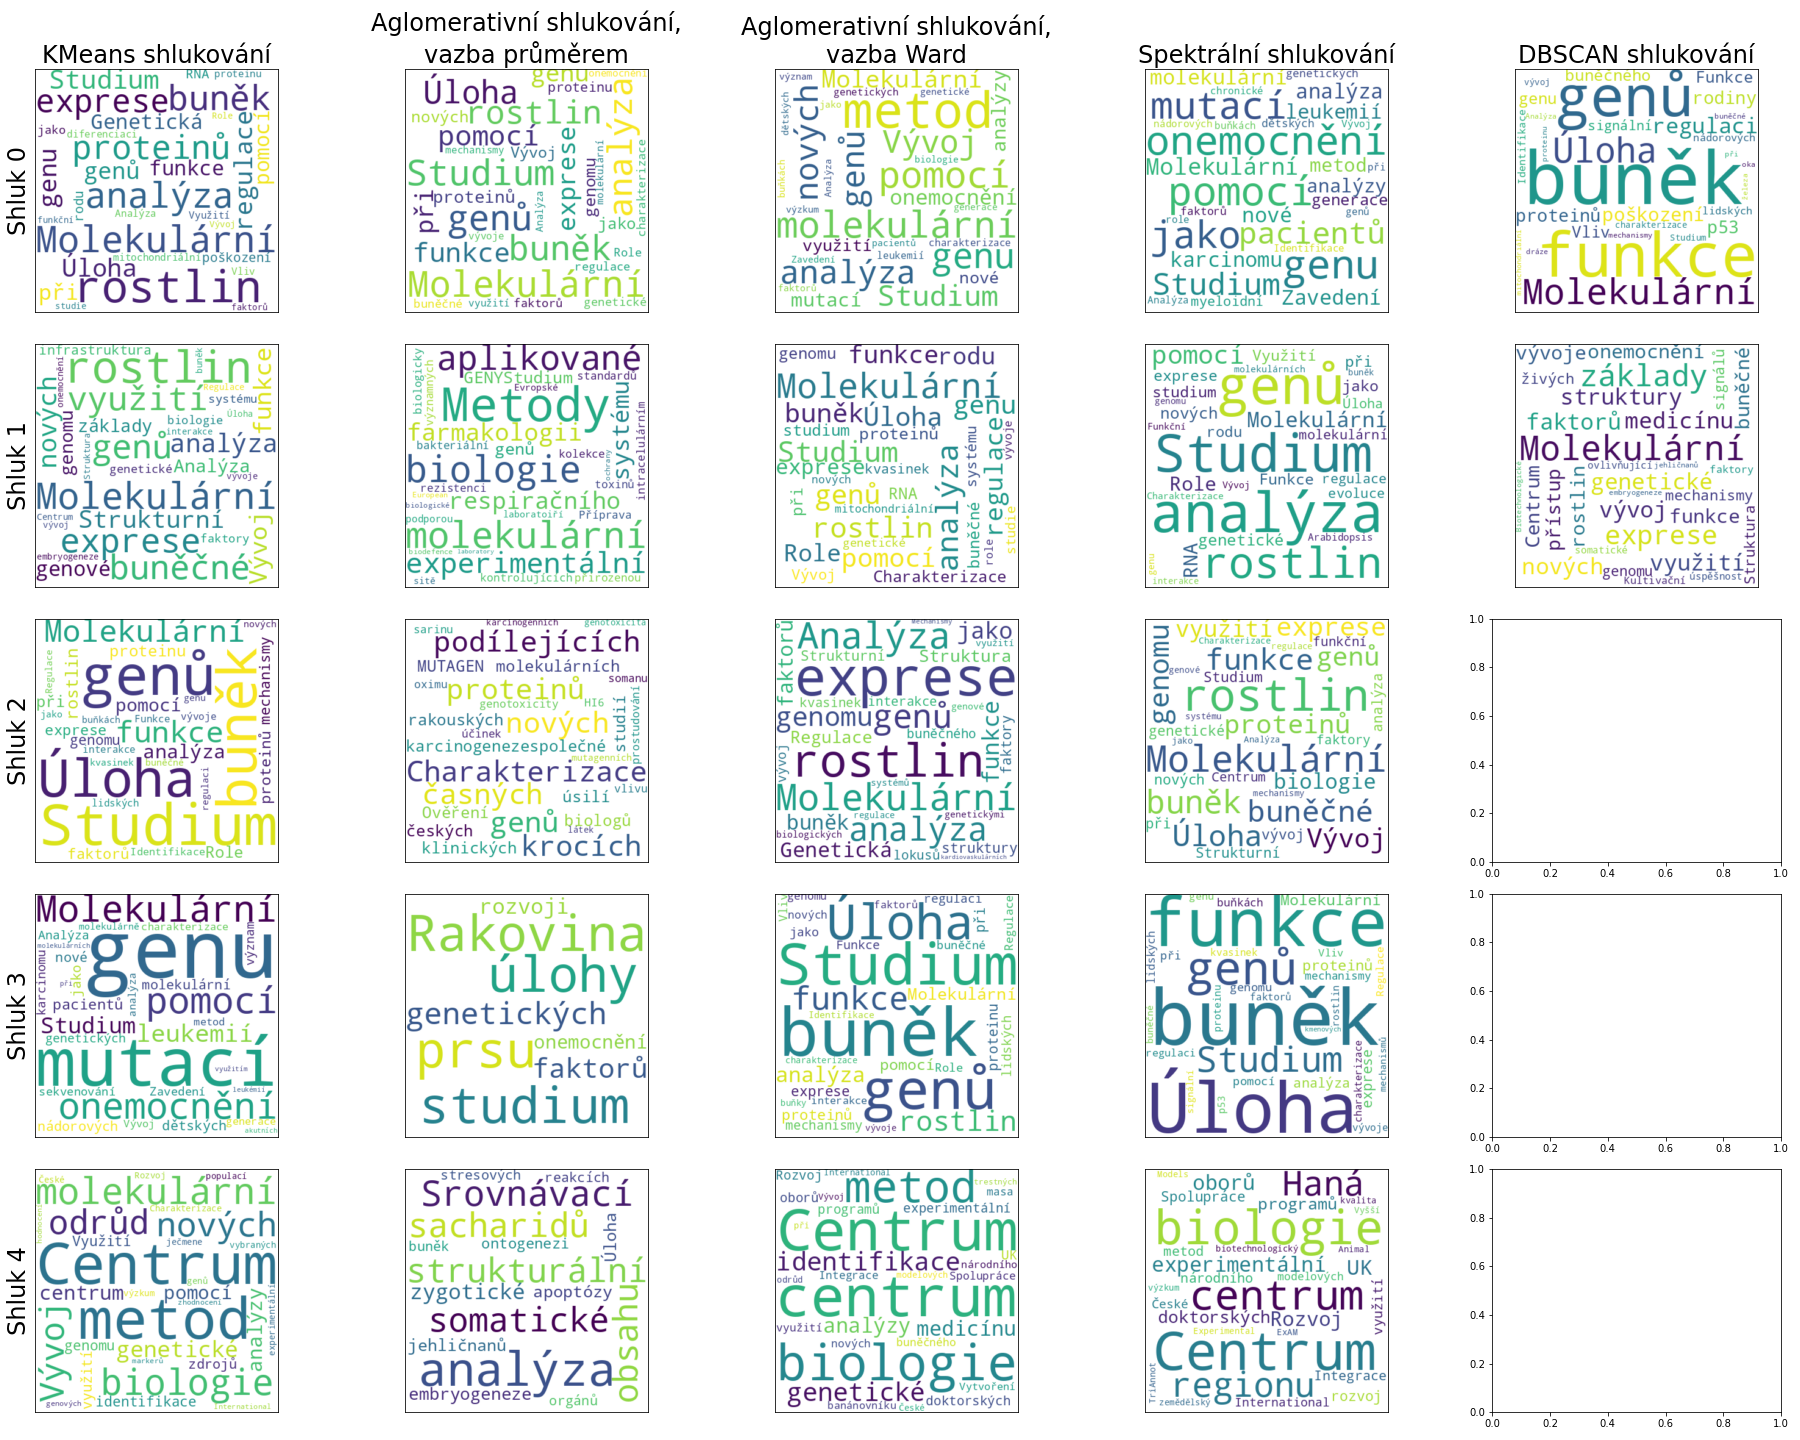 KMeans shlukování
Aglomerativní shlukování,
vazba průměrem
Aglomerativní shlukování,
vazba Ward
Spektrální shlukování
DBSCAN shlukování
Shluk 0
Studium RNA proteinu
exprese buněk
Genetická
jako diferenciaci Role
proteinů
genu genů funkce regulace pomocí
rodu analýza
Analýza Využití
funkční Vývoj
Molekulární
mitochondriální poškození
Úloha Vliv
při rostlin
studie faktorů
genu onemocnění
Úloha proteinu
nových rostlin
pomocí exprese analýza
mechanismy Vývoj
Studium genomu molekulární
při proteinů
genů Analýza jako charakterizace
vývoje
funkce buněk Role
regulace
Molekulární
buněčné využití faktorů genetické
význam Molekulární
genetických genetické
dětských nových jako metod analýzy
genů Vývoj
biologie
buňkách Analýza pomocí
výzkum onemocnění
generace
molekulární
využití pacientů charakterizace
Zavedení leukemií genu
analýza nové
faktorů
mutací Studium
molekulární genetických
chronické analýza
mutací leukemií
nádorových buňkách dětských Vývoj
onemocnění
Molekulární metod při
pomocí analýzy
generace
faktorů nové genů
role
jako pacientů
Identifikace
karcinomu genu
Studium
Analýza myeloidní Zavedení
vývoj buněčného Funkce
genu genů rodiny
Analýza buněčné
Identifikace signální regulaci
proteinu nádorových
Úloha při oka
buněk železa
proteinů poškození lidských
charakterizace
Vliv mechanismy Studium p53
dráze funkce
Molekulární
Shluk 1
infrastruktura buněk
onemocnění rostlin
Regulace
nových využití systému funkce
Úloha
genomu základy biologie
interakce
genů analýza
struktura genetické Analýza
vývoje
Molekulární
Centrum Strukturní
vývoj
exprese faktory
embryogeneze Vývoj
genové buněčné
biologicky aplikované
GENYStudium standardů
významných Evropské
Metody systému
farmakologii
bakteriální genů kolekce ochrany
biologie toxinů intracelulárním
rezistenci
European respiračního
biologické
podporou laboratoiří Příprava
molekulární
biodefence laboratory
experimentální
sítě kontrolujících přirozenou
genomu funkce rodu
Molekulární
buněk Úloha genu
studium proteinů
Studium analýza systému regulace vývoje
exprese kvasinek
nových
při genů RNA
mitochondriální
rostlin buněčné studie
genetické
Role pomocí role
Vývoj Charakterizace
pomocí Využití při
exprese molekulárních buněk
studium genů jako
genomu Úloha
nových Molekulární
Funkční rodu molekulární
Studium
Role Vývoj Funkce regulace
Charakterizace evoluce
analýza
genetické Arabidopsis
genu RNA rostlin
interakce
vývoje onemocnění
živých základy signálů buněčné
struktury
faktorů medicínu
Molekulární
ovlivňující jehličnanů
genetické faktory
Biotechnologické embryogeneze mechanismy
Centrum přístup rostlin vývoj funkce
exprese Struktura
somatické
nových genomu využití
Kultivační úspěšnost
Shluk 2
Molekulární nových
proteinu
Regulace rostlin genů buněk mechanismy
při pomocí genu
jako buňkách Funkce vývoje
exprese funkce
genomu analýza proteinů
interakce
kvasinek buněčné
Úloha regulaci
lidských
Studium
faktorů Identifikace Role
karcinogenních genotoxicita
sarinu podílejících
MUTAGEN molekulárních
oximu somanu
proteinů
genotoxicity HI6
rakouských nových studií prostudování
účinek
karcinogeneze společné
mutagenních
Charakterizace
časných úsilí vlivu
Ověření biologů
českých genů látek
klinických krocích
faktorů Analýza Mechanismy jako
využití
Strukturní Struktura
exprese
kvasinek interakce genové
genomu genů
Regulace buněčného funkce faktory
vývoj rostlin
systémů
Molekulární
buněk regulace genetickými
biologických analýza
Genetická lokusů struktury
kardiovaskulárních
využití exprese
genomu Charakterizace regulace funkční
funkce genů
genové Studium analýza
rostlin
systému proteinů
genetické
jako Analýza faktory
Molekulární
nových Centrum biologie
mechanismy
buněk buněčné
při Úloha vývoj Vývoj
Strukturní
0.0 0.2 0.4 0.6 0.8 1.0
0.0 0.2 0.4 0.6 0.8 1.0
Shluk 3
Molekulární
molekulárně charakterizace
Analýza
molekulárních genu význam
nové
karcinomu při jako analýza molekulární
pacientů pomocí
Studium metod leukemií
genetických
mutací
využitím
sekvenování Zavedení leukémií
onemocnění
nádorových Vývoj dětských generace
akutních
rozvoji
Rakovina
úlohy
genetických
prsu onemocnění
faktorů
studium
Vliv genomu faktorů regulaci
nových Úloha při Regulace
jako
Funkce buněčné
Studium
funkce Molekulární
Identifikace
buněk proteinu lidských
charakterizace
pomocí Role
analýza
exprese genů
buňky interakce
proteinů
mechanismy vývoje rostlin
genu buňkách Molekulární
funkce
lidských při kvasinek Vliv Regulace
genů proteinů
mechanismy
genomu
buněčné proteinu faktorů rostlin
buněk kmenových
regulaci Studium charakterizace exprese mechanismů
signální p53 pomocí analýza
Úloha vývoje
0.0 0.2 0.4 0.6 0.8 1.0
0.0 0.2 0.4 0.6 0.8 1.0
Shluk 4
České Rozvoj populací
molekulární
Charakterizace
hodnocení odrůd nových
Využití ječmene vybraných
Centrum
genů
centrum výzkum pomocí
zhodnocení
Vývoj metod analýzy experimentální
genomu genetické
využití markerů zdrojů
biologie
genových identifikace International
stresových reakcích
Srovnávací
sacharidů Úloha
buněk ontogenezi
strukturální
zygotické apoptózy
somatické obsahu
jehličnanů
analýza
embryogeneze orgánů
Rozvoj International trestných
metod masa
oborů Vývoj
programů experimentální
při
Centrum
UK
identifikace národního
odrůd Integrace modelových Spolupráce
centrum
využití analýzy medicínu
nových buněčného
biologie
genetické Vytvoření
banánovníku České doktorských
Models oborů Haná
Spolupráce kvalita
programů Vyšší
biologie
metod biotechnologický Animal
experimentální UK
národního modelových
výzkum
České centrum využití
doktorských Rozvoj
Experimental ExAM
Centrum
TriAnnot regionu Integrace
zemědělský International rozvoj
0.0 0.2 0.4 0.6 0.8 1.0
0.0 0.2 0.4 0.6 0.8 1.0